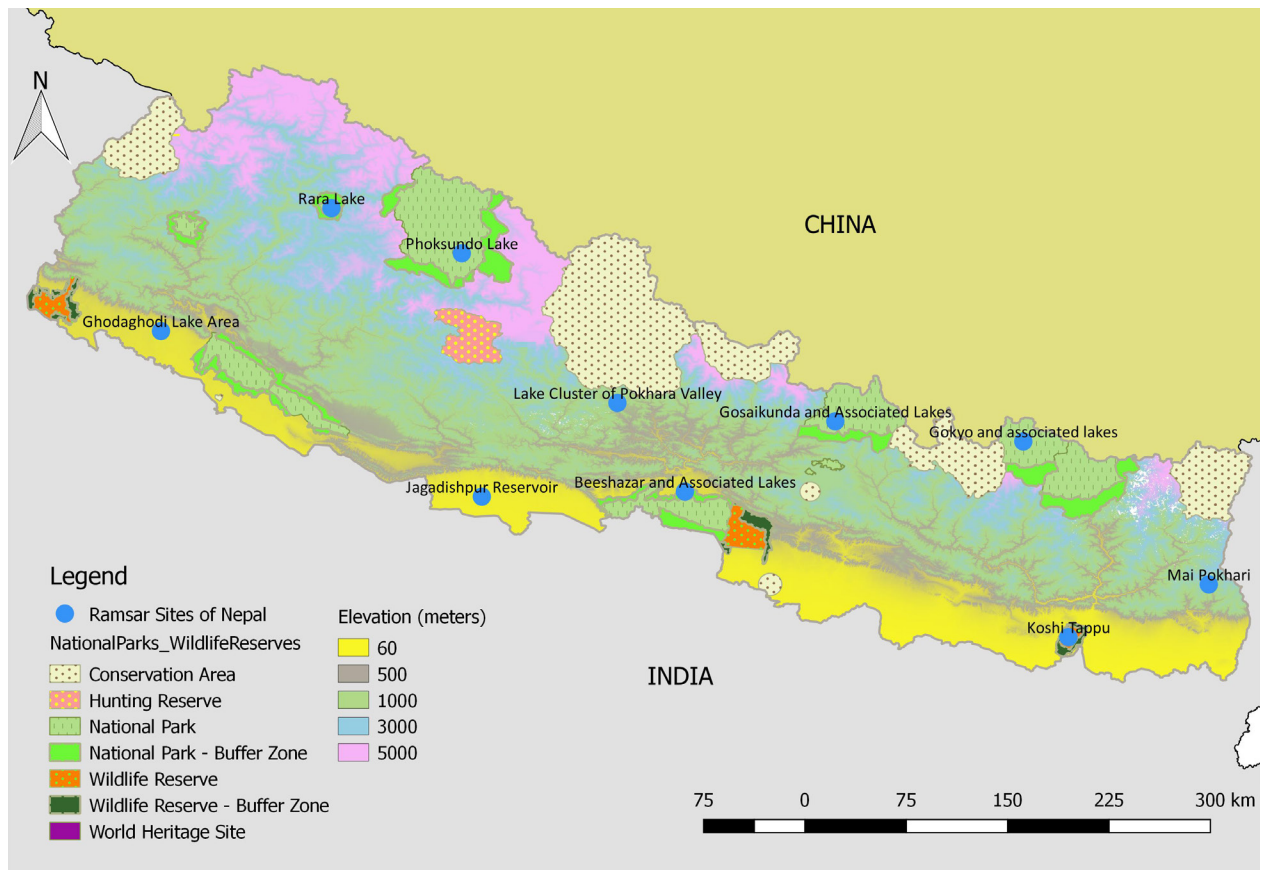 N
Rara Lake
CHINA
Phoksundo Lake
Ghodaghodi Lake Area
Lake Cluster of Pokhara Valley
Gosaikunda and Associated Lakes
Gokyo and associated lakes
Jagadishpur Reservoir
Beeshazar and Associated Lakes
Mai Pokhari
Koshi Tappu
INDIA
Legend
Ramsar Sites of Nepal
NationalParks_WildlifeReserves
Conservation Area
Hunting Reserve
National Park
National Park - Buffer Zone
Wildlife Reserve
Wildlife Reserve - Buffer Zone
World Heritage Site
Elevation (meters)
60
500
1000
3000
5000
75 0 75 150 225 300 km